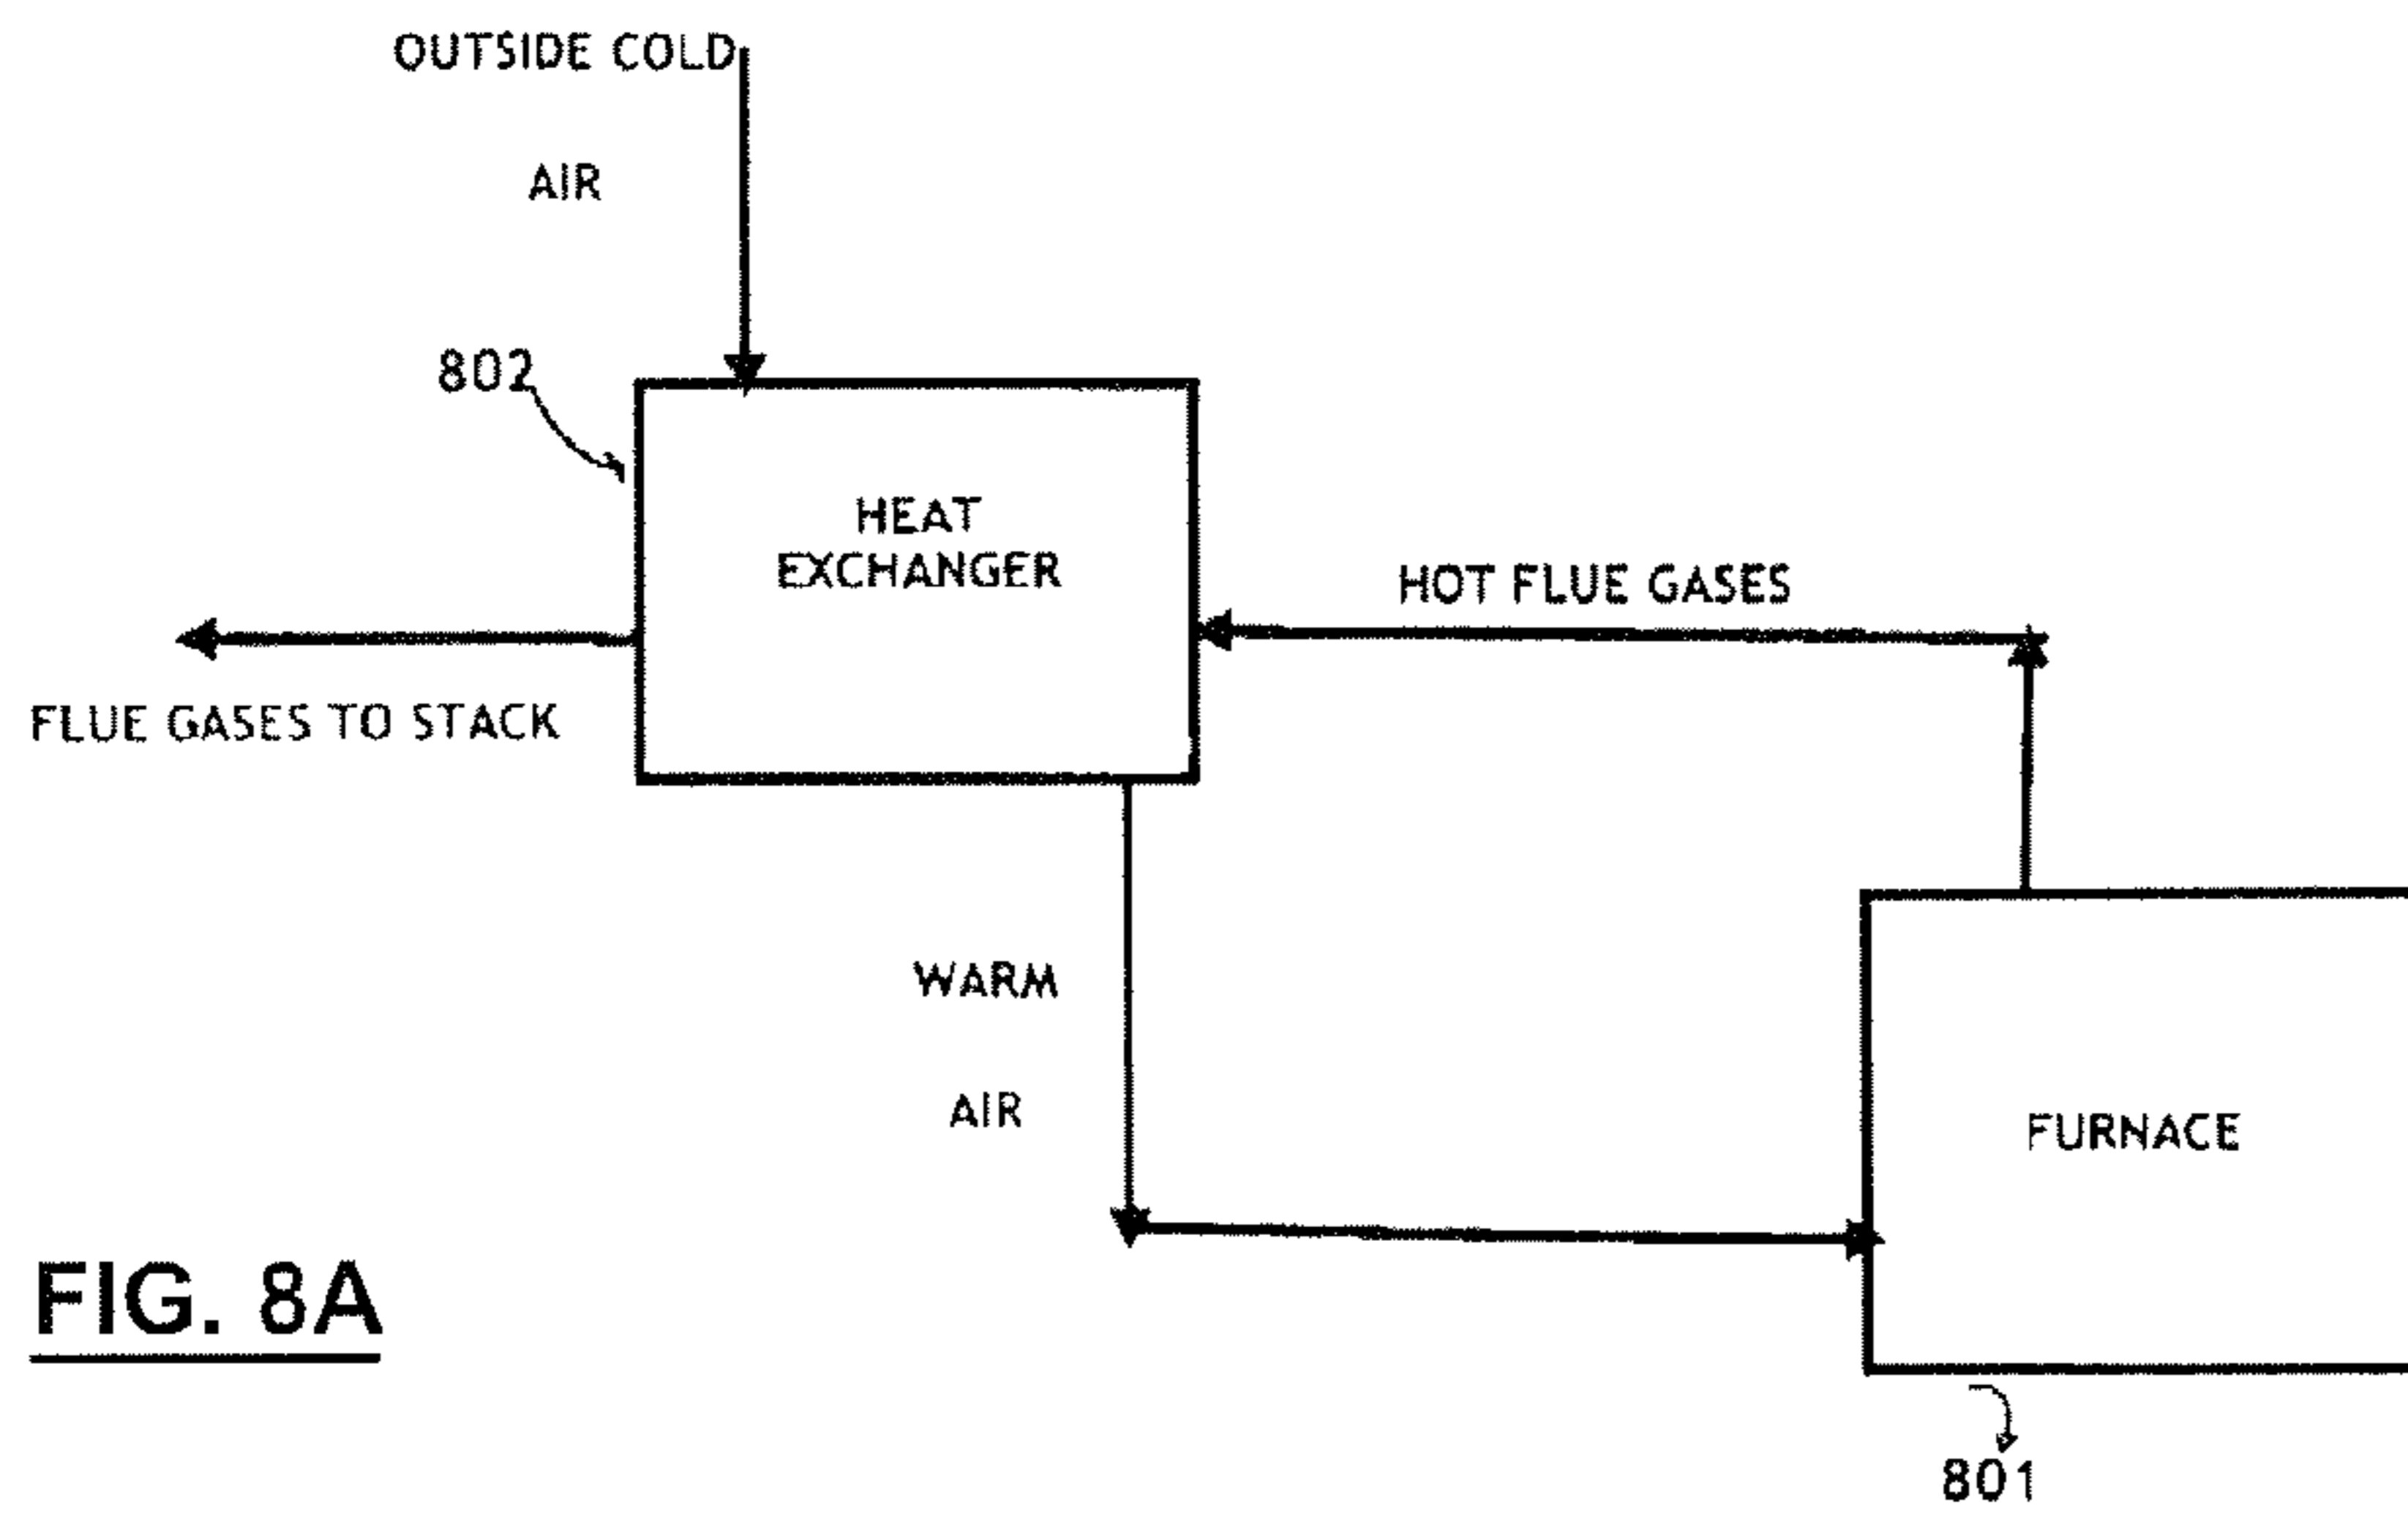 OUTSIDE COLD
AIR
802
HEAT
EXCHANGER
HOT FLUE GASES
FLUE GASES TO STACK
WARM
AIR
FURNACE
FIG. 8A
801